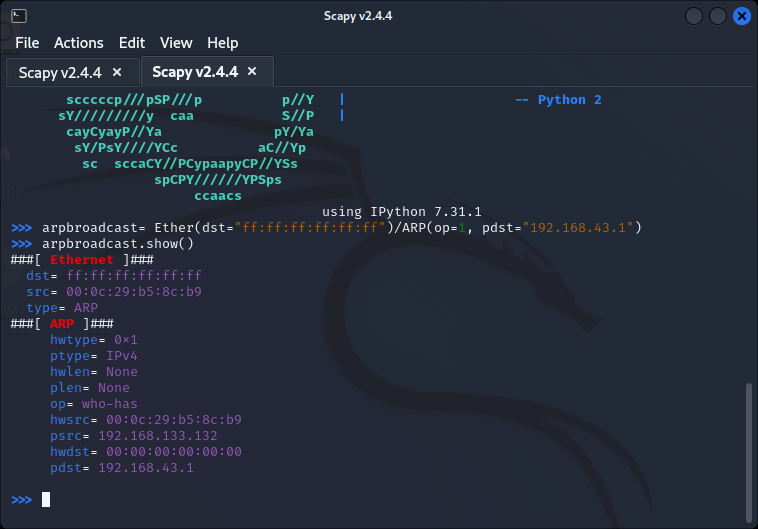 Scapy v2.4.4
File Actions Edit View Help
Scapy v2.4.4 × Scapy v2.4.4 ×
scccccp///pSP///p p//Y | -- Python 2
sY/////////y caa S//P |
cayCyayP//Ya pY/Ya
sY/PsY////YCc aC//Yp
sc sccaCY//PCypaapyCP//YSs
spCPY//////YPSps
ccaacs
using IPython 7.31.1
>>> arpbroadcast= Ether(dst="ff:ff:ff:ff:ff:ff")/ARP(op=1, pdst="192.168.43.1")
>>> arpbroadcast.show()
###[ Ethernet ]###
dst= ff:ff:ff:ff:ff:ff
src= 00:0c:29:b5:8c:b9
type= ARP
###[ ARP ]###
hwtype= 0x1
ptype= IPv4
hwlen= None
plen= None
op= who-has
hwsrc= 00:0c:29:b5:8c:b9
psrc= 192.168.133.132
hwdst= 00:00:00:00:00:00
pdst= 192.168.43.1
>>>